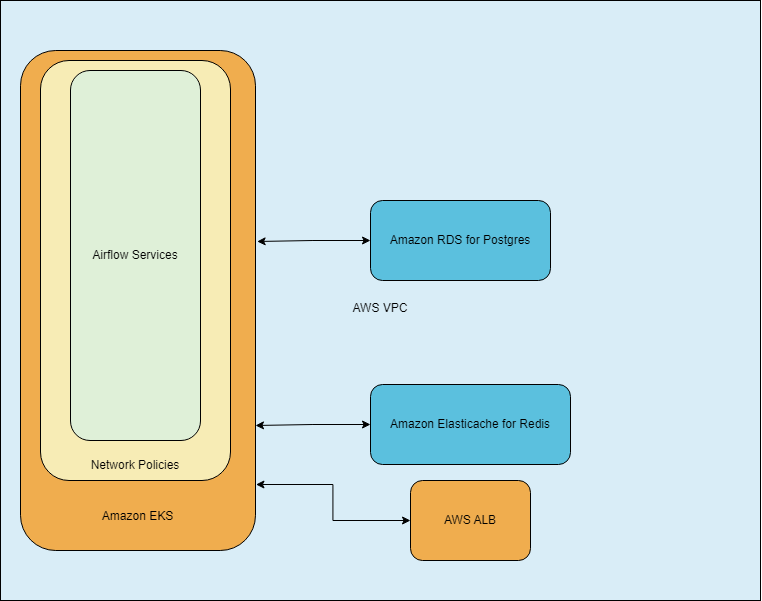 Airflow Services
Amazon RDS for Postgres
AWS VPC
Amazon Elasticache for Redis
Network Policies
Amazon EKS
AWS ALB